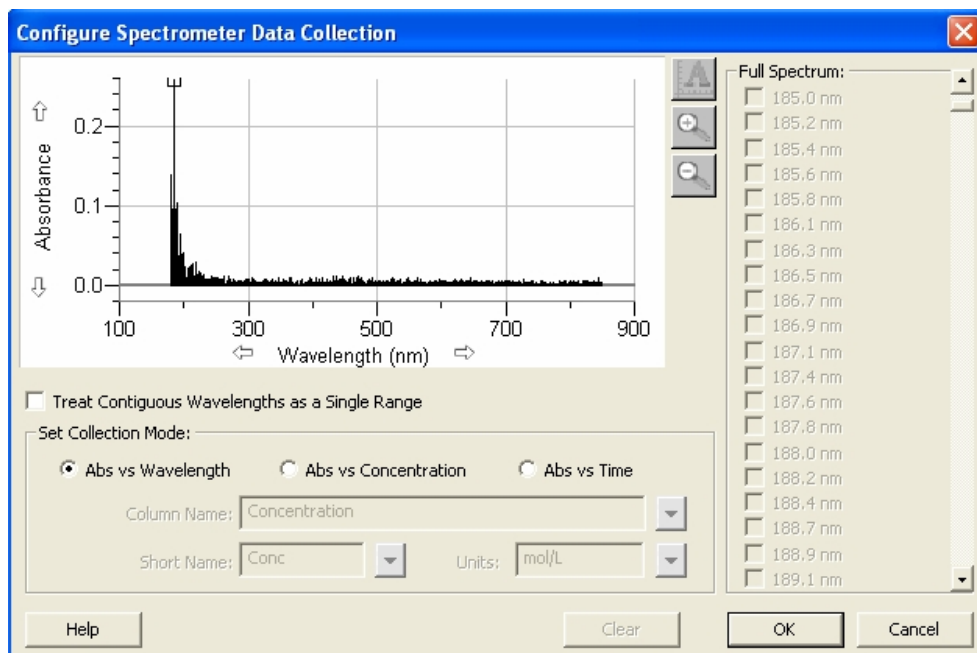 Configure Spectrometer Data Collection
Absorbance
0.2
0.1
0.0
100 300 500 700 900
Wavelength (nm)
A
Treat Contiguous Wavelengths as a Single Range
Set Collection Mode:
Abs vs Wavelength Abs vs Concentration Abs vs Time
Column Name: Concentration
Short Name: Conc Units: mol/L
Full Spectrum:
185.0 nm
185.2 nm
185.4 nm
185.6 nm
185.8 nm
186.1 nm
186.3 nm
186.5 nm
186.7 nm
186.9 nm
187.1 nm
187.4 nm
187.6 nm
187.8 nm
188.0 nm
188.2 nm
188.4 nm
188.7 nm
188.9 nm
189.1 nm
Help Clear OK Cancel